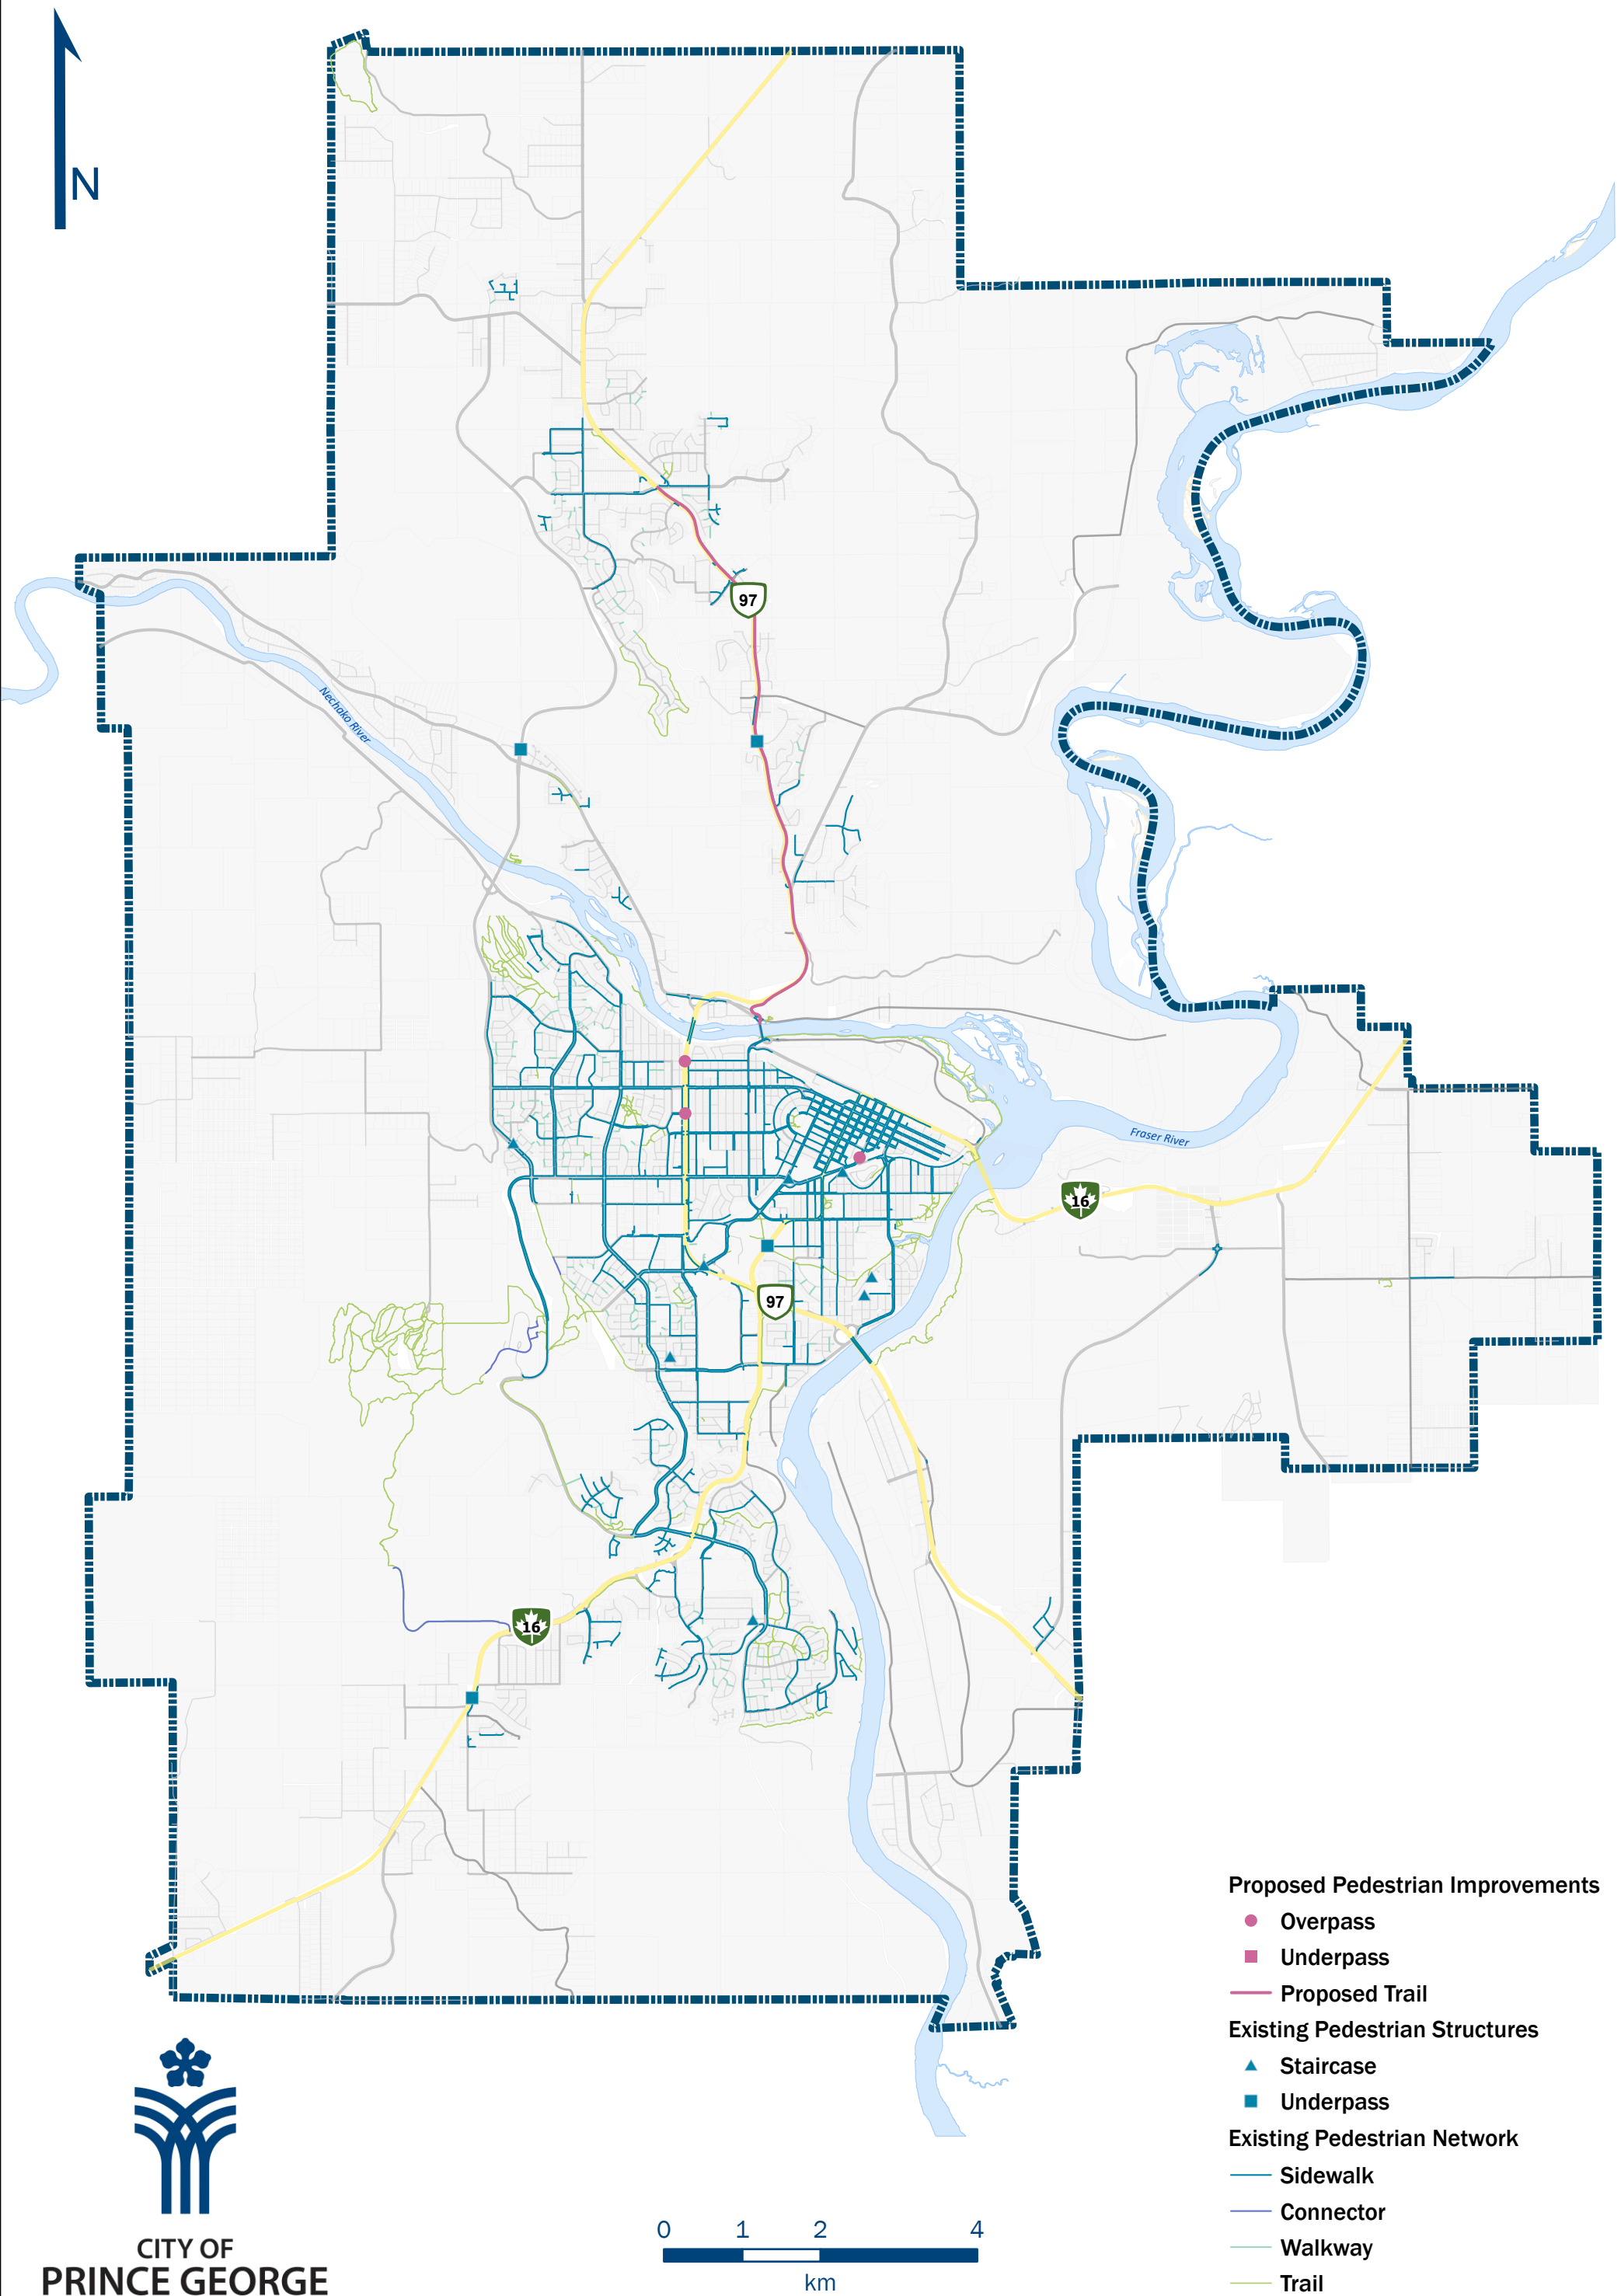 N
97
Nechako River
Fraser River
16
97
16
Proposed Pedestrian Improvements
Overpass
Underpass
Proposed Trail
Existing Pedestrian Structures
Staircase
Underpass
Existing Pedestrian Network
Sidewalk
Connector
Walkway
Trail
CITY OF
PRINCE GEORGE
0 1 2 4
km